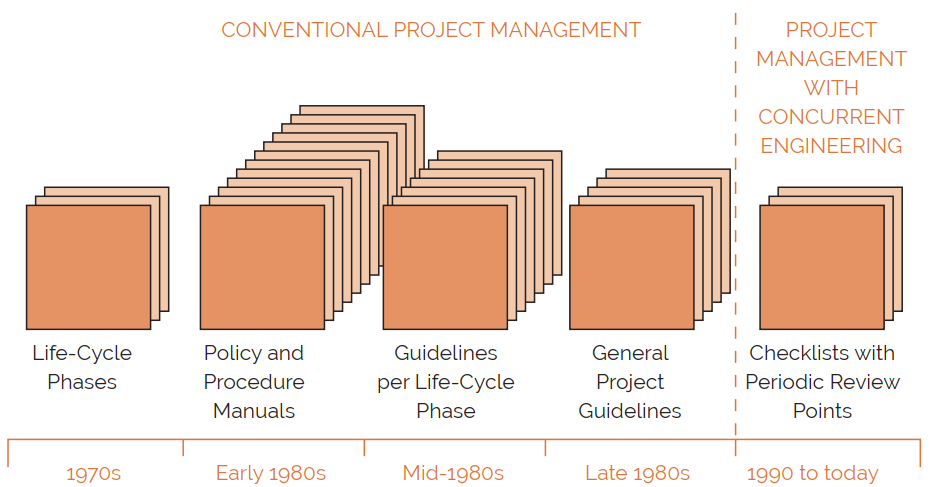 CONVENTIONAL PROJECT MANAGEMENT
PROJECT
MANAGEMENT
WITH
CONCURRENT
ENGINEERING
Life-Cycle
Phases
Policy and
Procedure
Manuals
Guidelines
per Life-Cycle
Phase
General
Project
Guidelines
Checklists with
Periodic Review
Points
1970s
Early 1980s
Mid-1980s
Late 1980s
1990 to today